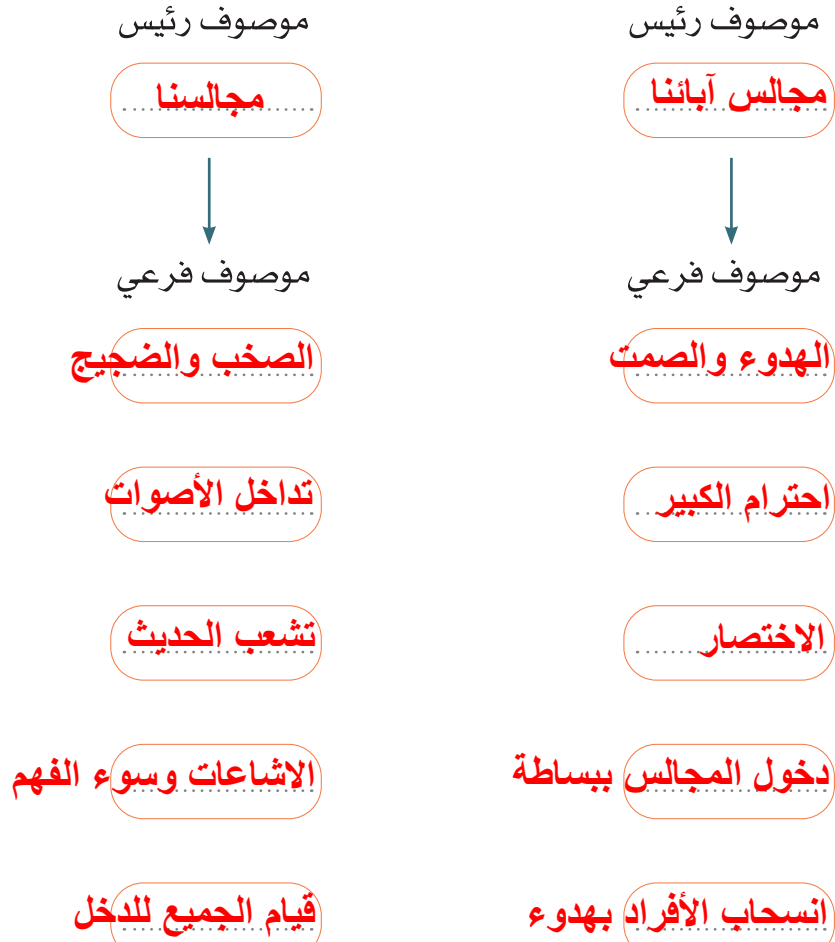 موصوف رئيس
مجالس آبائنا
موصوف فرعي
الهدوء والصمت
احترام الكبير
الاختصار
دخول المجالس ببساطة
انسحاب الأفراد بهدوء
موصوف رئيس
مجالسنا
موصوف فرعي
الصخب والضجيج
تداخل الأصوات
تشعب الحديث
الاشاعات وسوء الفهم
قيام الجميع للدخل